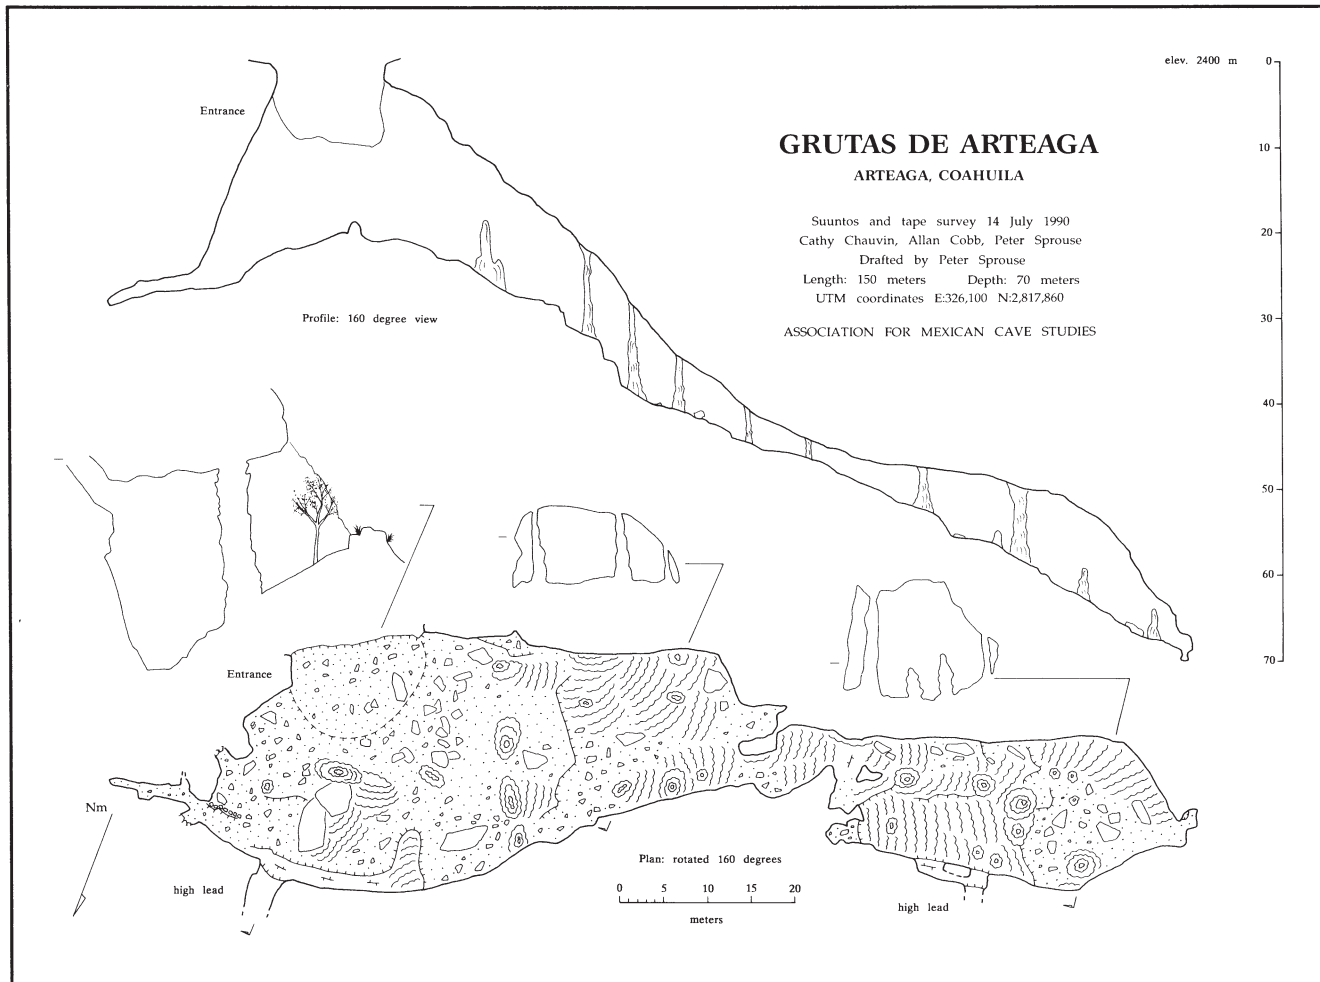 elev. 2400 m
0
Entrance
10
GRUTAS DE ARTEAGA
ARTEAGA, COAHUILA
Suuntos and tape survey 14 July 1990
20
Cathy Chauvin, Allan Cobb, Peter Sprouse
Drafted by Peter Sprouse
Length: 150 meters Depth: 70 meters
UTM coordinates E:326,100 N:2,817,860
Profile: 160 degree view
30
ASSOCIATION FOR MEXICAN CAVE STUDIES
40
50
60
70
Entrance
Nm
Plan: rotated 160 degrees
high lead
0 5 10 15 20
meters
high lead